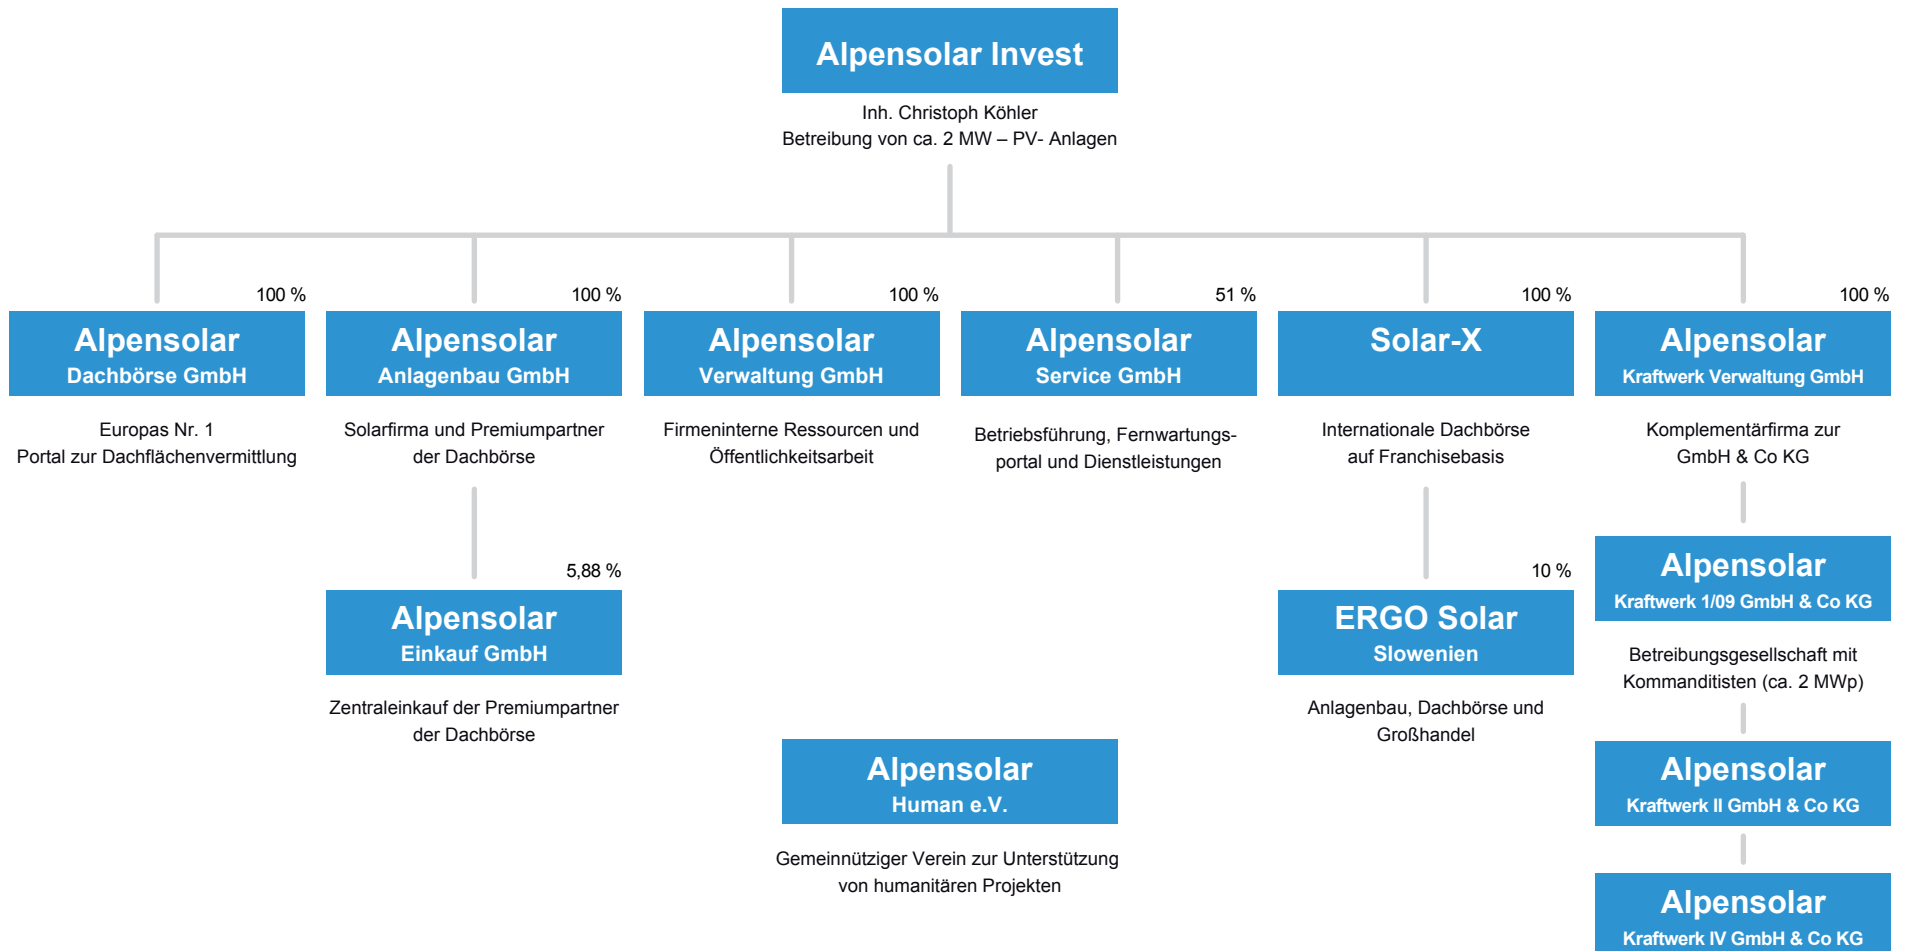 Alpensolar Invest
Inh. Christoph Köhler
Betreibung von ca. 2 MW – PV- Anlagen
100 %
Alpensolar
Dachbörse GmbH
Europas Nr. 1
Portal zur Dachflächenvermittlung
100 %
Alpensolar
Anlagenbau GmbH
Solarfirma und Premiumpartner
der Dachbörse
5,88 %
Alpensolar
Einkauf GmbH
Zentraleinkauf der Premiumpartner
der Dachbörse
100 %
Alpensolar
Verwaltung GmbH
Firmeninterne Ressourcen und
Öffentlichkeitsarbeit
51 %
Alpensolar
Service GmbH
Betriebsführung, Fernwartungs-
portal und Dienstleistungen
100 %
Solar-X
Internationale Dachbörse
auf Franchisebasis
10 %
ERGO Solar
Slowenien
Anlagenbau, Dachbörse und
Großhandel
100 %
Alpensolar
Kraftwerk Verwaltung GmbH
Komplementärfirma zur
GmbH & Co KG
Alpensolar
Kraftwerk 1/09 GmbH & Co KG
Betreibungsgesellschaft mit
Kommanditisten (ca. 2 MWp)
Alpensolar
Kraftwerk II GmbH & Co KG
Alpensolar
Kraftwerk IV GmbH & Co KG
Alpensolar
Human e.V.
Gemeinnütziger Verein zur Unterstützung
von humanitären Projekten